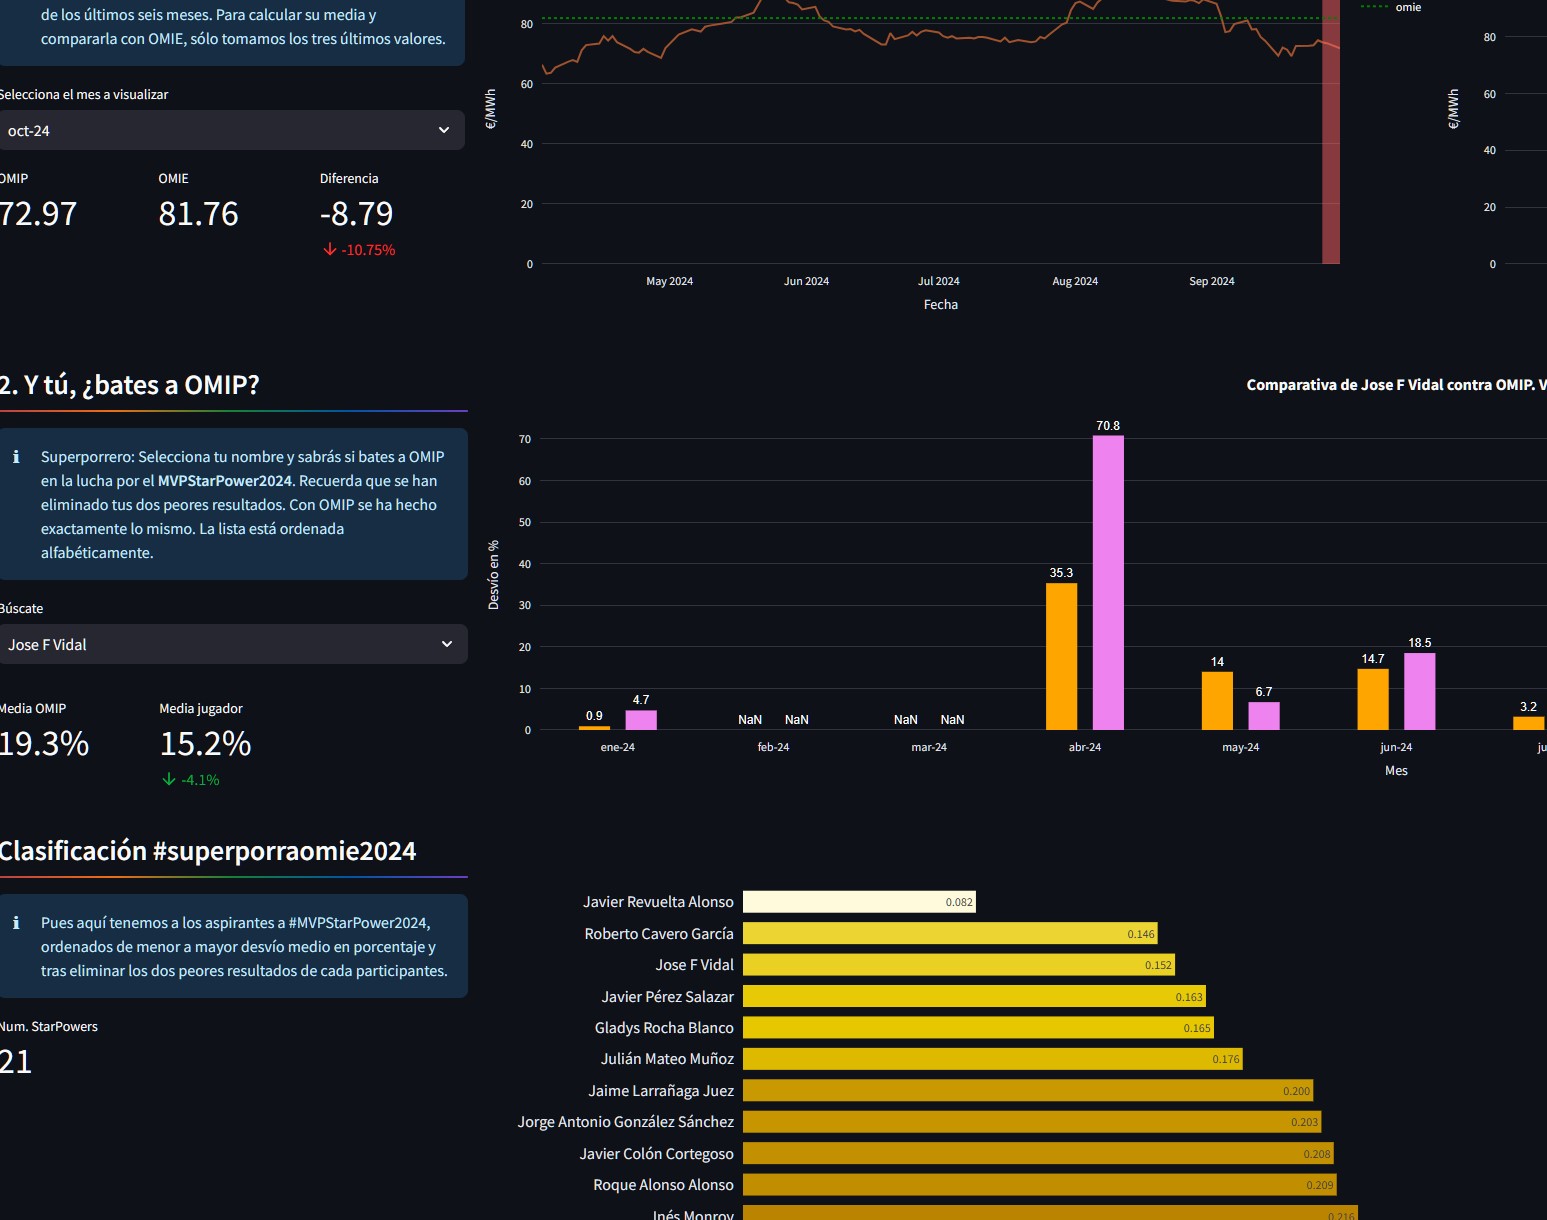 de los últimos seis meses. Para calcular su media y
compararla con OMIE, sólo tomamos los tres últimos valores.
Selecciona el mes a visualizar
oct-24
OMIP
OMIE
Diferencia
72.97
81.76
-8.79
-10.75%
omie
80
60
40
20
0
€/MWh
May 2024
Jun 2024
Jul 2024
Aug 2024
Sep 2024
Fecha
80
60
40
20
0
€/MWh
2. Y tú, ¿bates a OMIP?
Superporrero: Selecciona tu nombre y sabrás si bates a OMIP
en la lucha por el MVPStarPower2024. Recuerda que se han
eliminado tus dos peores resultados. Con OMIP se ha hecho
exactamente lo mismo. La lista está ordenada
alfabéticamente.
Búscate
Jose F Vidal
Media OMIP
Media jugador
19.3%
15.2%
-4.1%
Comparativa de Jose F Vidal contra OMIP. V
70
60
50
40
30
20
10
0
Desvío en %
0.9
4.7
NaN
NaN
NaN
NaN
35.3
70.8
14
6.7
14.7
18.5
3.2
ene-24
feb-24
mar-24
abr-24
may-24
jun-24
ju
Mes
Clasificación #superporraomie2024
Pues aquí tenemos a los aspirantes a #MVPStarPower2024,
ordenados de menor a mayor desvío medio en porcentaje y
tras eliminar los dos peores resultados de cada participantes.
Num. StarPowers
21
Javier Revuelta Alonso 0.082
Roberto Cavero García 0.146
Jose F Vidal 0.152
Javier Pérez Salazar 0.163
Gladys Rocha Blanco 0.165
Julián Mateo Muñoz 0.176
Jaime Larrañaga Juez 0.200
Jorge Antonio González Sánchez 0.203
Javier Colón Cortegoso 0.208
Roque Alonso Alonso 0.209
Inés Monroy 0.216